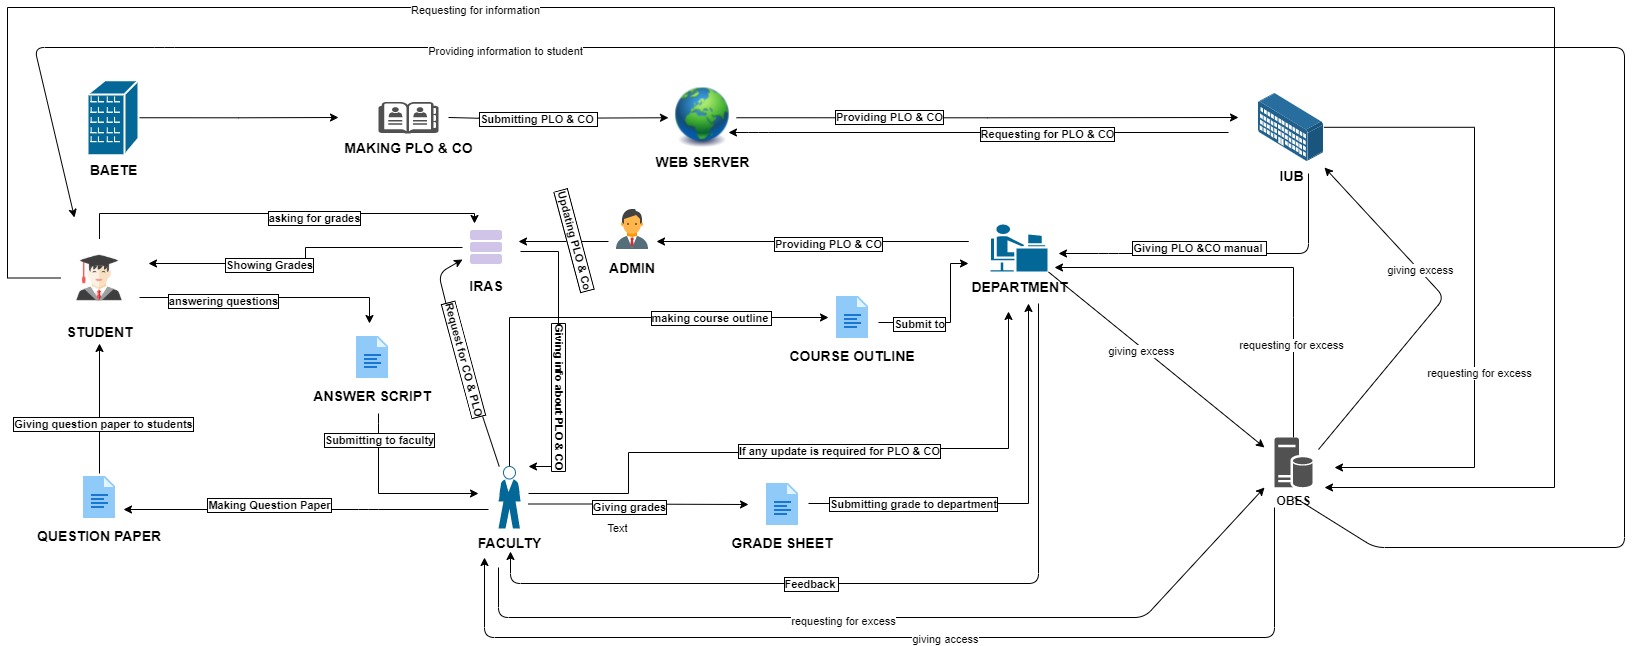 Requesting for information
Providing information to student
Submitting PLO & CO
Providing PLO & CO
Requesting for PLO & CO
BAETE
MAKING PLO & CO
WEB SERVER
IUB
asking for grades
Updating PLO & Co
Providing PLO & CO
Giving PLO &CO manual
Showing Grades
ADMIN
IRAS
DEPARTMENT
giving excess
answering questions
STUDENT
Request for CO & PLO
Giving info about PLO & CO
making course outline
Submit to
COURSE OUTLINE
giving excess
requesting for excess
requesting for excess
ANSWER SCRIPT
Giving question paper to students
Submitting to faculty
If any update is required for PLO & CO
Making Question Paper
Giving grades
Submitting grade to department
OBES
Text
QUESTION PAPER
FACULTY
GRADE SHEET
Feedback
requesting for excess
giving access